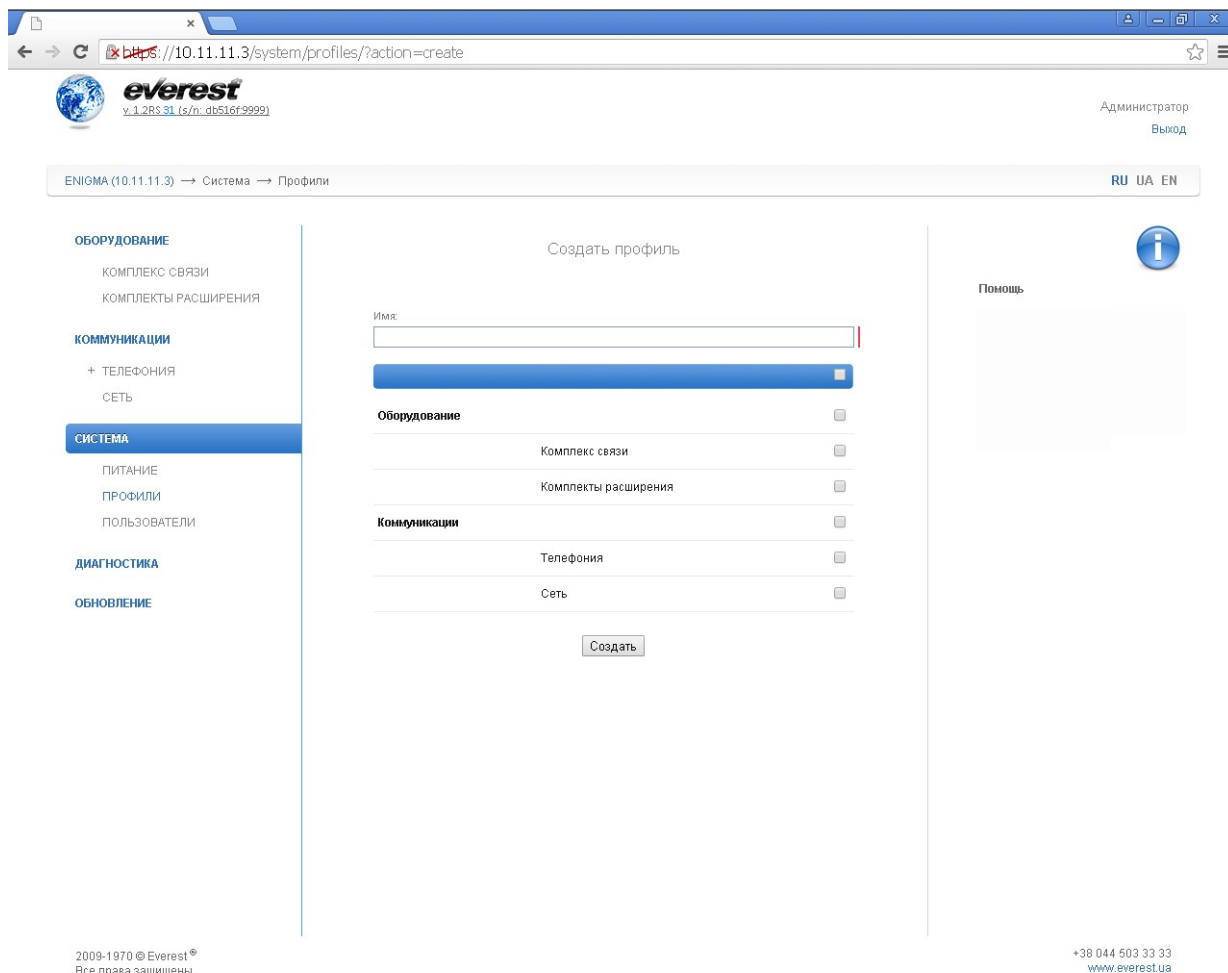 https://10.11.11.3/system/profiles/?action=create
everest
v. 1.2RS 31 (s/n: db516f:9999)
Администратор
Выход
ENIGMA (10.11.11.3) → Система → Профили
RU UA EN
ОБОРУДОВАНИЕ
КОМПЛЕКС СВЯЗИ
КОМПЛЕКТЫ РАСШИРЕНИЯ
КОММУНИКАЦИИ
+ ТЕЛЕФОНИЯ
СЕТЬ
СИСТЕМА
ПИТАНИЕ
ПРОФИЛИ
ПОЛЬЗОВАТЕЛИ
ДИАГНОСТИКА
ОБНОВЛЕНИЕ
Создать профиль
Имя:
Оборудование
Комплекс связи
Комплекты расширения
Коммуникации
Телефония
Сеть
Создать
Помощь
2009-1970 © Everest ®
Все права защищены
+38 044 503 33 33
www.everest.ua